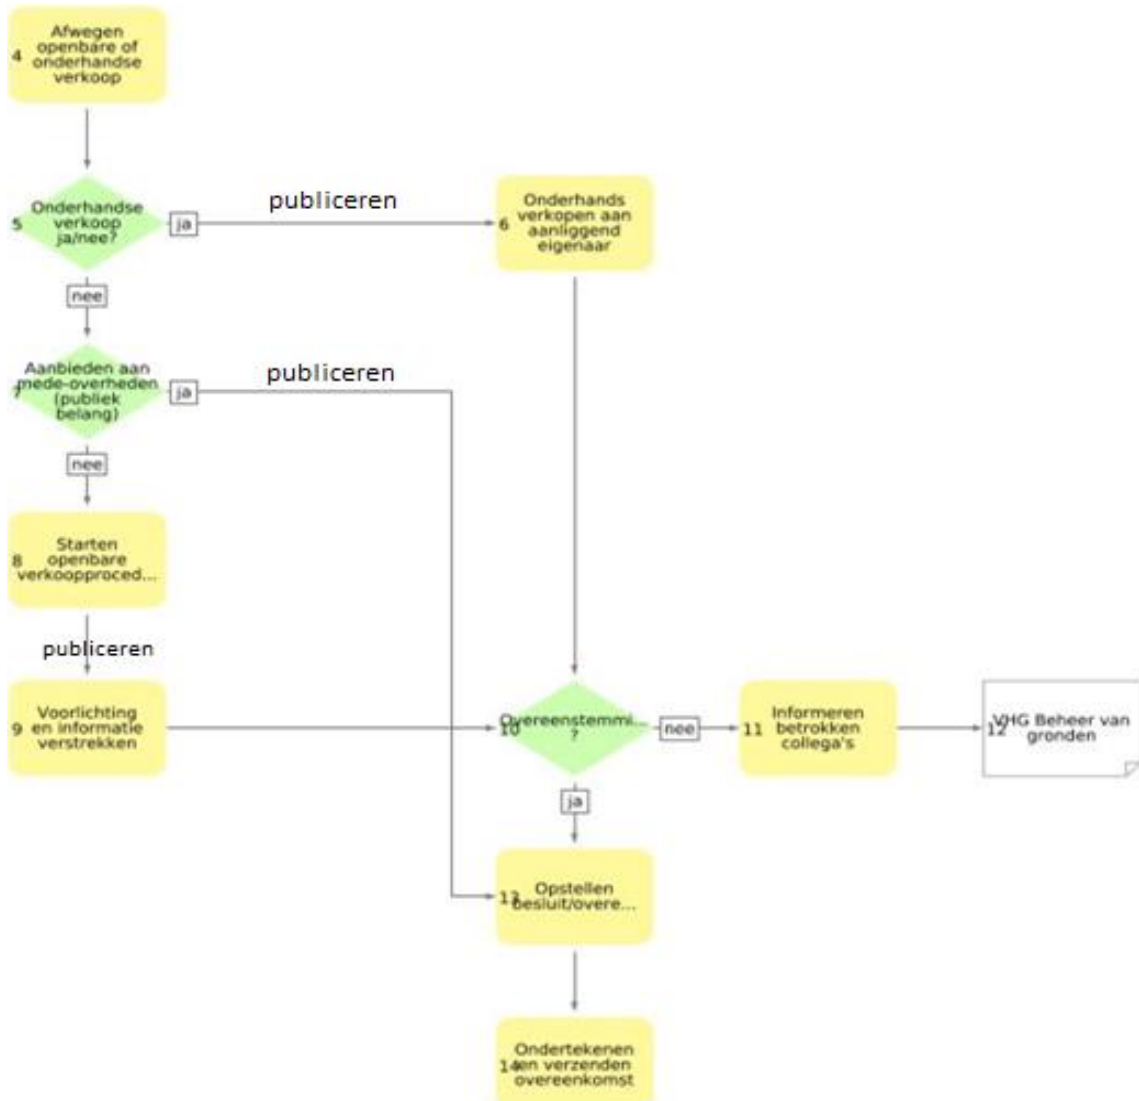 Afwegen
openbare of
4
onderhandse
verkoop
Onderhandse
5
verkoop
ja/nee?
ja
publiceren
6
Onderhands
verkopen aan
aanliggend
eigenaar
nee
7
Aanbieden aan
mede-overheden
(publiek
belang)
ja
publiceren
nee
8
Starten
openbare
verkoopproced...
publiceren
9
Voorlichting
en informatie
verstrekken
10
Overeenstemmi...
?
nee
11
Informeren
betrokken
collega's
12
VHG Beheer van
gronden
ja
13
Opstellen
besluit/overe...
14
Ondertekenen
en verzenden
overeenkomst